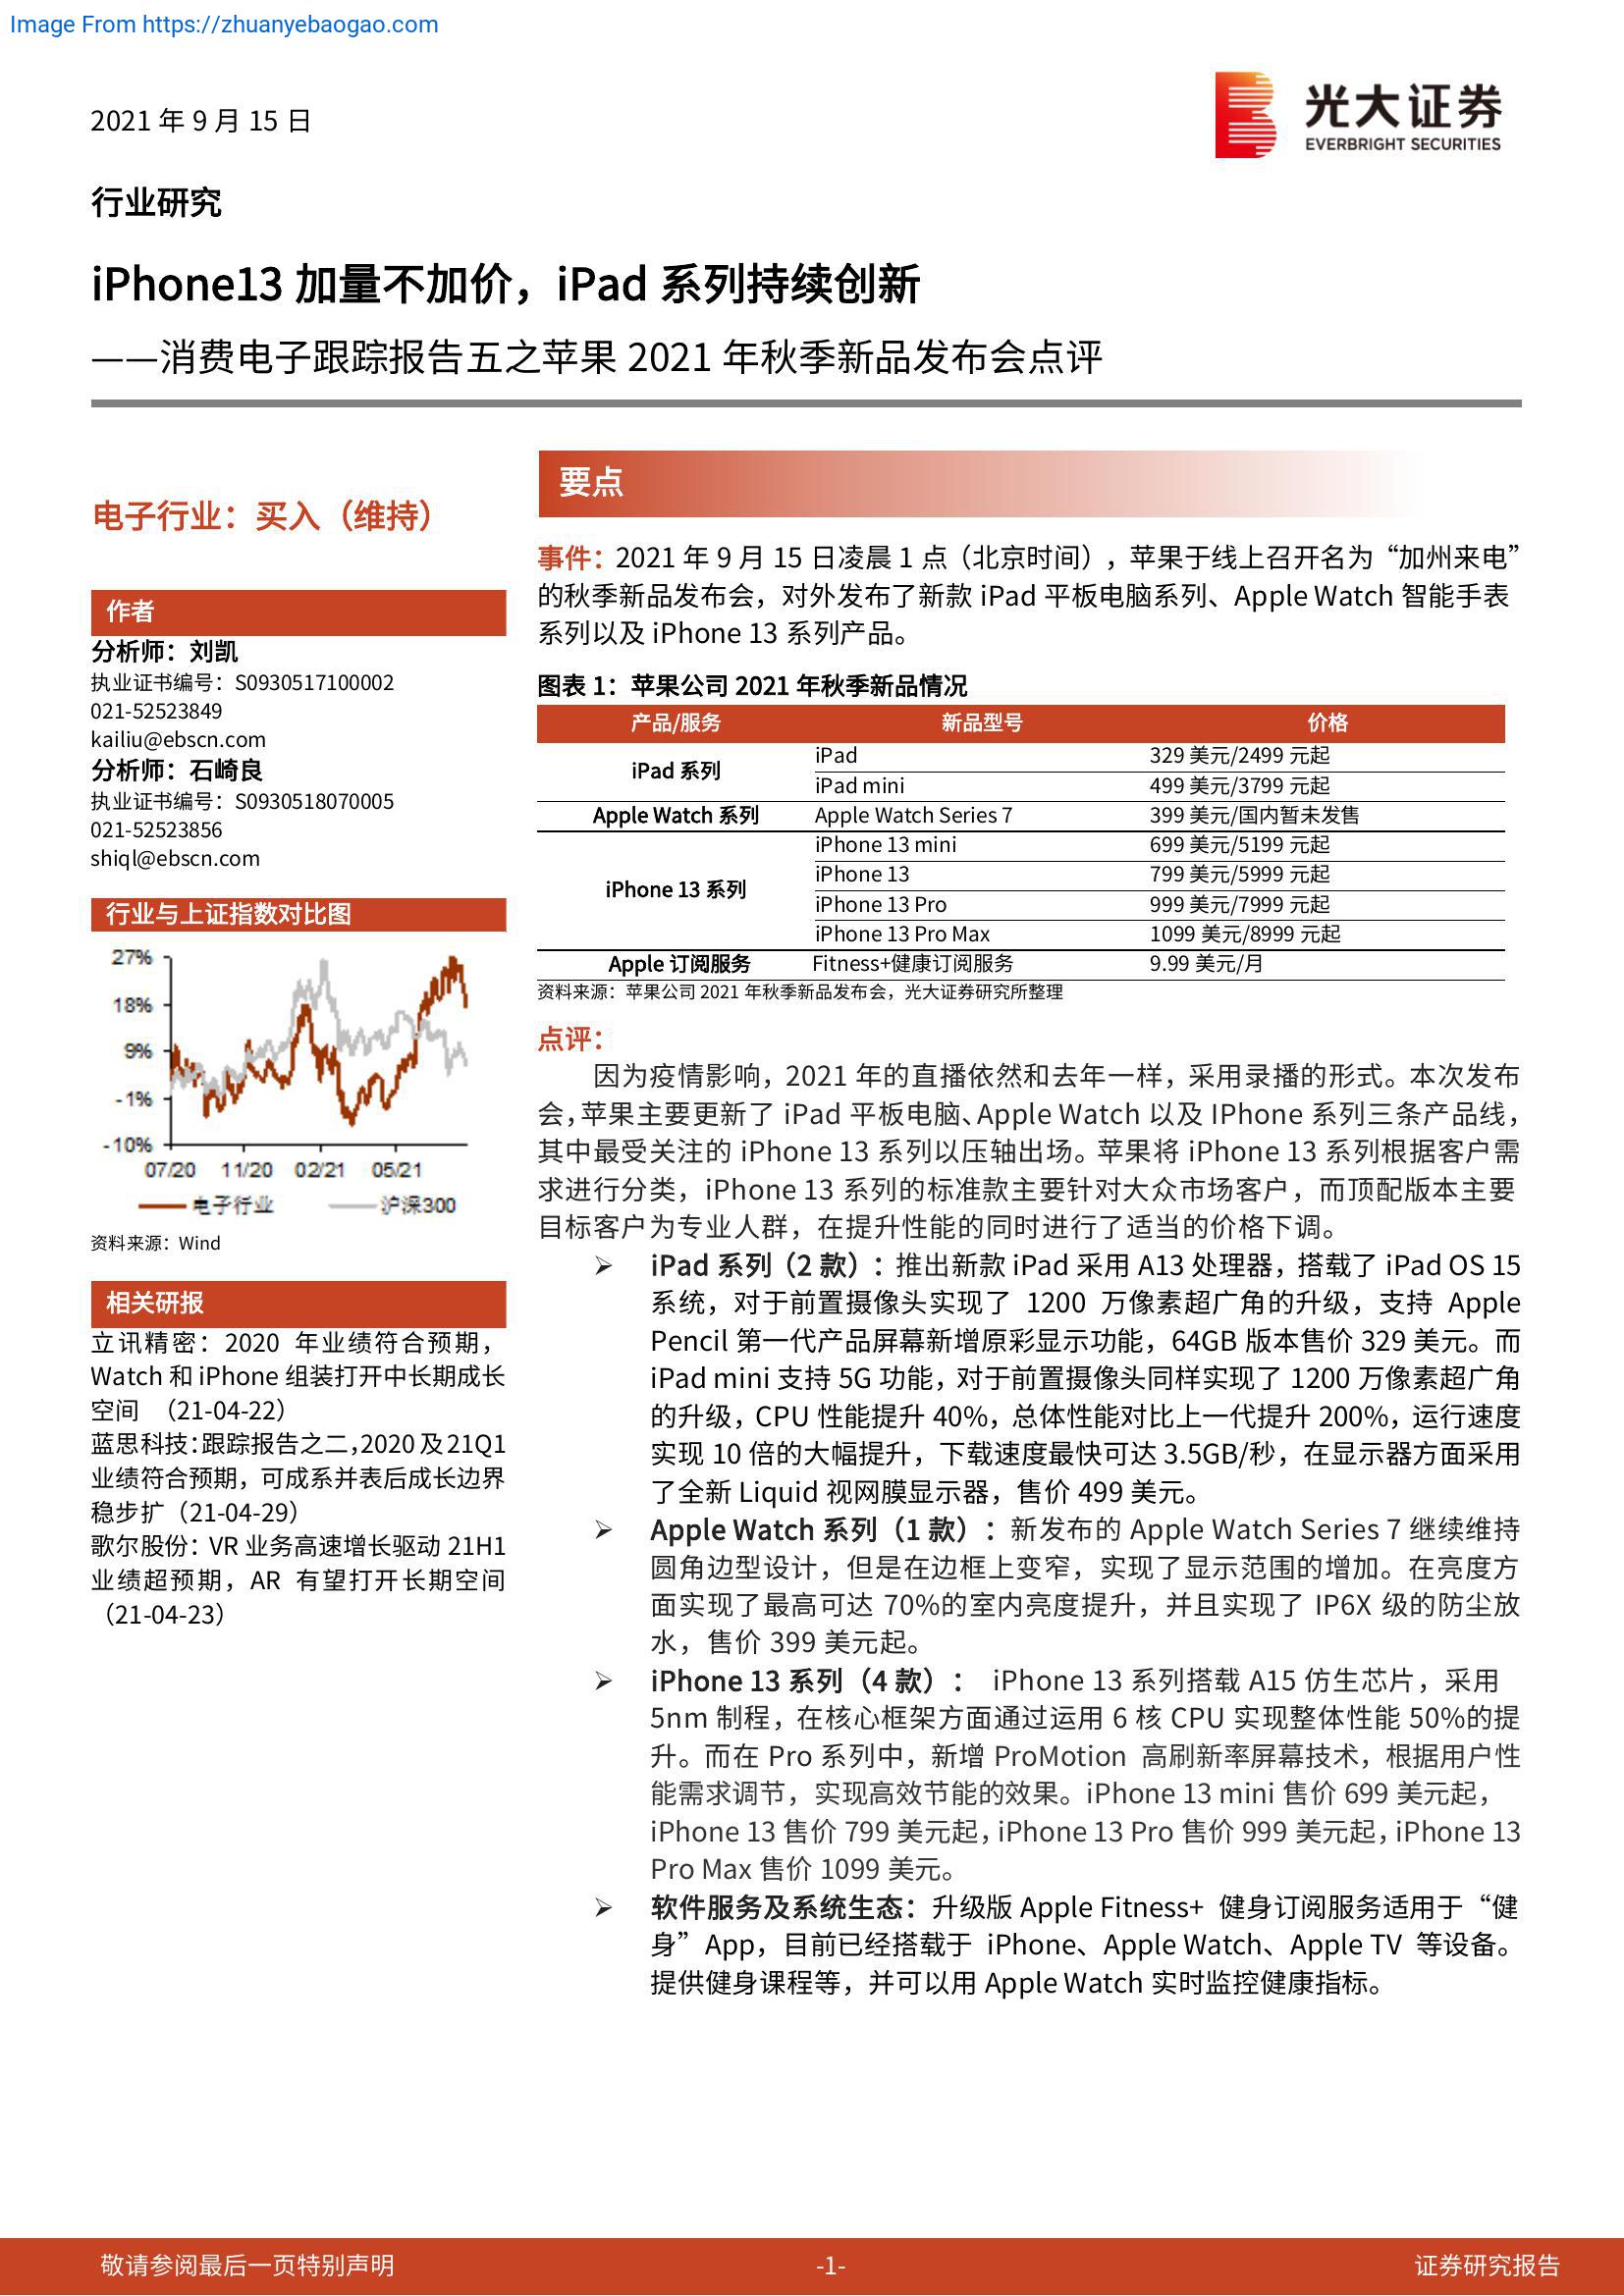 Image From https://zhuanyebaogao.com
2021 年 9 月 15 日
光大证券
EVERBRIGHT SECURITIES
行业研究
iPhone13 加量不加价，iPad 系列持续创新
——消费电子跟踪报告五之苹果 2021 年秋季新品发布会点评
电子行业：买入（维持）
作者
分析师：刘凯
执业证书编号：S0930517100002
021-52523849
kailiu@ebscn.com
分析师：石崎良
执业证书编号：S0930518070005
021-52523856
shiql@ebscn.com
行业与上证指数对比图
27%
18%
9%
-1%
-10%
07/20 11/20 02/21 05/21
电子行业 沪深300
资料来源：Wind
相关研报
立讯精密：2020 年业绩符合预期，
Watch 和 iPhone 组装打开中长期成长
空间 （21-04-22）
蓝思科技：跟踪报告之二，2020 及 21Q1
业绩符合预期，可成系并表后成长边界
稳步扩（21-04-29）
歌尔股份：VR 业务高速增长驱动 21H1
业绩超预期，AR 有望打开长期空间
（21-04-23）
要点
事件：2021 年 9 月 15 日凌晨 1 点（北京时间），苹果于线上召开名为“加州来电”
的秋季新品发布会，对外发布了新款 iPad 平板电脑系列、Apple Watch 智能手表
系列以及 iPhone 13 系列产品。
图表 1：苹果公司 2021 年秋季新品情况
产品/服务 新品型号 价格
iPad 系列 iPad 329 美元/2499 元起
iPad mini 499 美元/3799 元起
Apple Watch 系列 Apple Watch Series 7 399 美元/国内暂未发售
iPhone 13 系列 iPhone 13 mini 699 美元/5199 元起
iPhone 13 799 美元/5999 元起
iPhone 13 Pro 999 美元/7999 元起
iPhone 13 Pro Max 1099 美元/8999 元起
Apple 订阅服务 Fitness+健康订阅服务 9.99 美元/月
资料来源：苹果公司 2021 年秋季新品发布会，光大证券研究所整理
点评：
因为疫情影响，2021 年的直播依然和去年一样，采用录播的形式。本次发布
会，苹果主要更新了 iPad 平板电脑、Apple Watch 以及 IPhone 系列三条产品线，
其中最受关注的 iPhone 13 系列以压轴出场。苹果将 iPhone 13 系列根据客户需
求进行分类，iPhone 13 系列的标准款主要针对大众市场客户，而顶配版本主要
目标客户为专业人群，在提升性能的同时进行了适当的价格下调。
➢ iPad 系列（2 款）：推出新款 iPad 采用 A13 处理器，搭载了 iPad OS 15
系统，对于前置摄像头实现了 1200 万像素超广角的升级，支持 Apple
Pencil 第一代产品屏幕新增原彩显示功能，64GB 版本售价 329 美元。而
iPad mini 支持 5G 功能，对于前置摄像头同样实现了 1200 万像素超广角
的升级，CPU 性能提升 40%，总体性能对比上一代提升 200%，运行速度
实现 10 倍的大幅提升，下载速度最快可达 3.5GB/秒，在显示器方面采用
了全新 Liquid 视网膜显示器，售价 499 美元。
➢ Apple Watch 系列（1 款）：新发布的 Apple Watch Series 7 继续维持
圆角边型设计，但是在边框上变窄，实现了显示范围的增加。在亮度方
面实现了最高可达 70%的室内亮度提升，并且实现了 IP6X 级的防尘放
水，售价 399 美元起。
➢ iPhone 13 系列（4 款）： iPhone 13 系列搭载 A15 仿生芯片，采用
5nm 制程，在核心框架方面通过运用 6 核 CPU 实现整体性能 50%的提
升。而在 Pro 系列中，新增 ProMotion 高刷新率屏幕技术，根据用户性
能需求调节，实现高效节能的效果。iPhone 13 mini 售价 699 美元起，
iPhone 13 售价 799 美元起，iPhone 13 Pro 售价 999 美元起，iPhone 13
Pro Max 售价 1099 美元。
➢ 软件服务及系统生态：升级版 Apple Fitness+ 健身订阅服务适用于“健
身”App，目前已经搭载于 iPhone、Apple Watch、Apple TV 等设备。
提供健身课程等，并可以用 Apple Watch 实时监控健康指标。
敬请参阅最后一页特别声明 -1- 证券研究报告